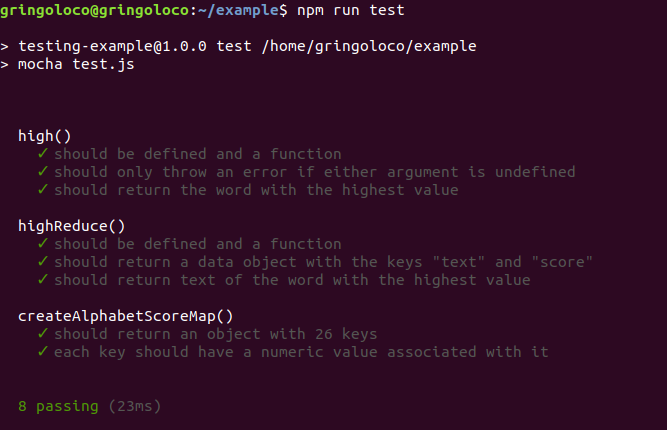 gringoloco@gringoloco:~/example$ npm run test
> testing-example@1.0.0 test /home/gringoloco/example
> mocha test.js
high()
✓ should be defined and a function
✓ should only throw an error if either argument is undefined
✓ should return the word with the highest value
highReduce()
✓ should be defined and a function
✓ should return a data object with the keys "text" and "score"
✓ should return text of the word with the highest value
createAlphabetScoreMap()
✓ should return an object with 26 keys
✓ each key should have a numeric value associated with it
8 passing (23ms)